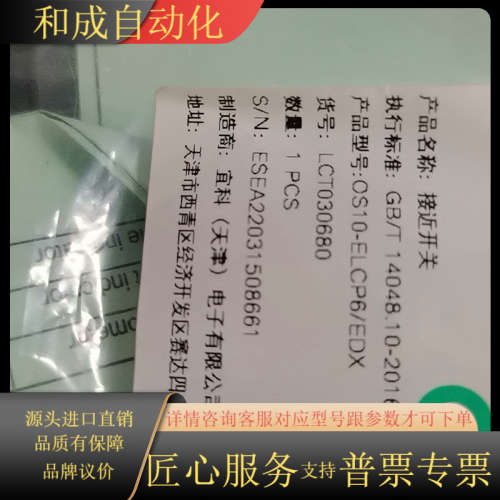 和成自动化
产品名称: 接近开关
执行标准: GB/T 14048.10-2016
产品型号:OS10-ELCP6/EDX
货号: LCT030680
数量: 1 PCS
S/N: ESEA22031508661
制造商: 宜科 (天津) 电子有限公司
地址: 天津市西青区经济开发区赛达四
源头进口直销
品质有保障
品牌议价
详情咨询客服对应型号跟参数才可下单
匠心服务支持普票专票